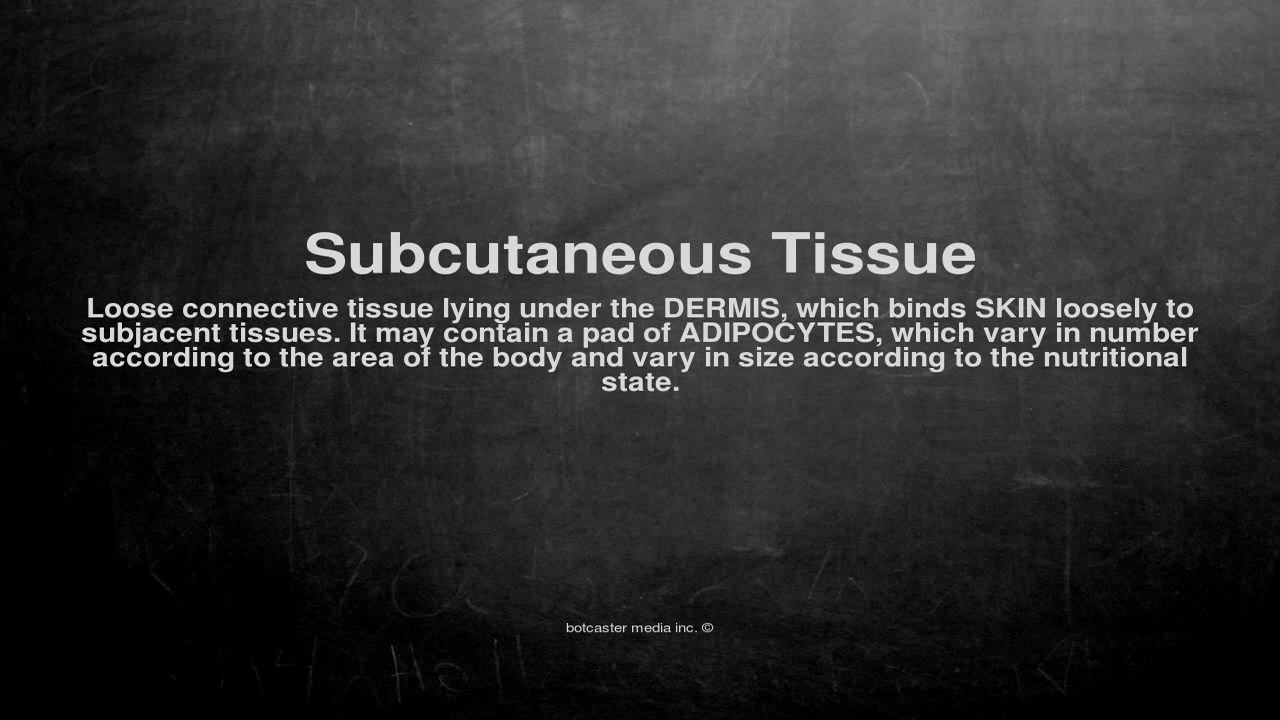 Subcutaneous Tissue
Loose connective tissue lying under the DERMIS, which binds SKIN loosely to
subjacent tissues. It may contain a pad of ADIPOCYTES, which vary in number
according to the area of the body and vary in size according to the nutritional
state.
botcaster media inc. ©